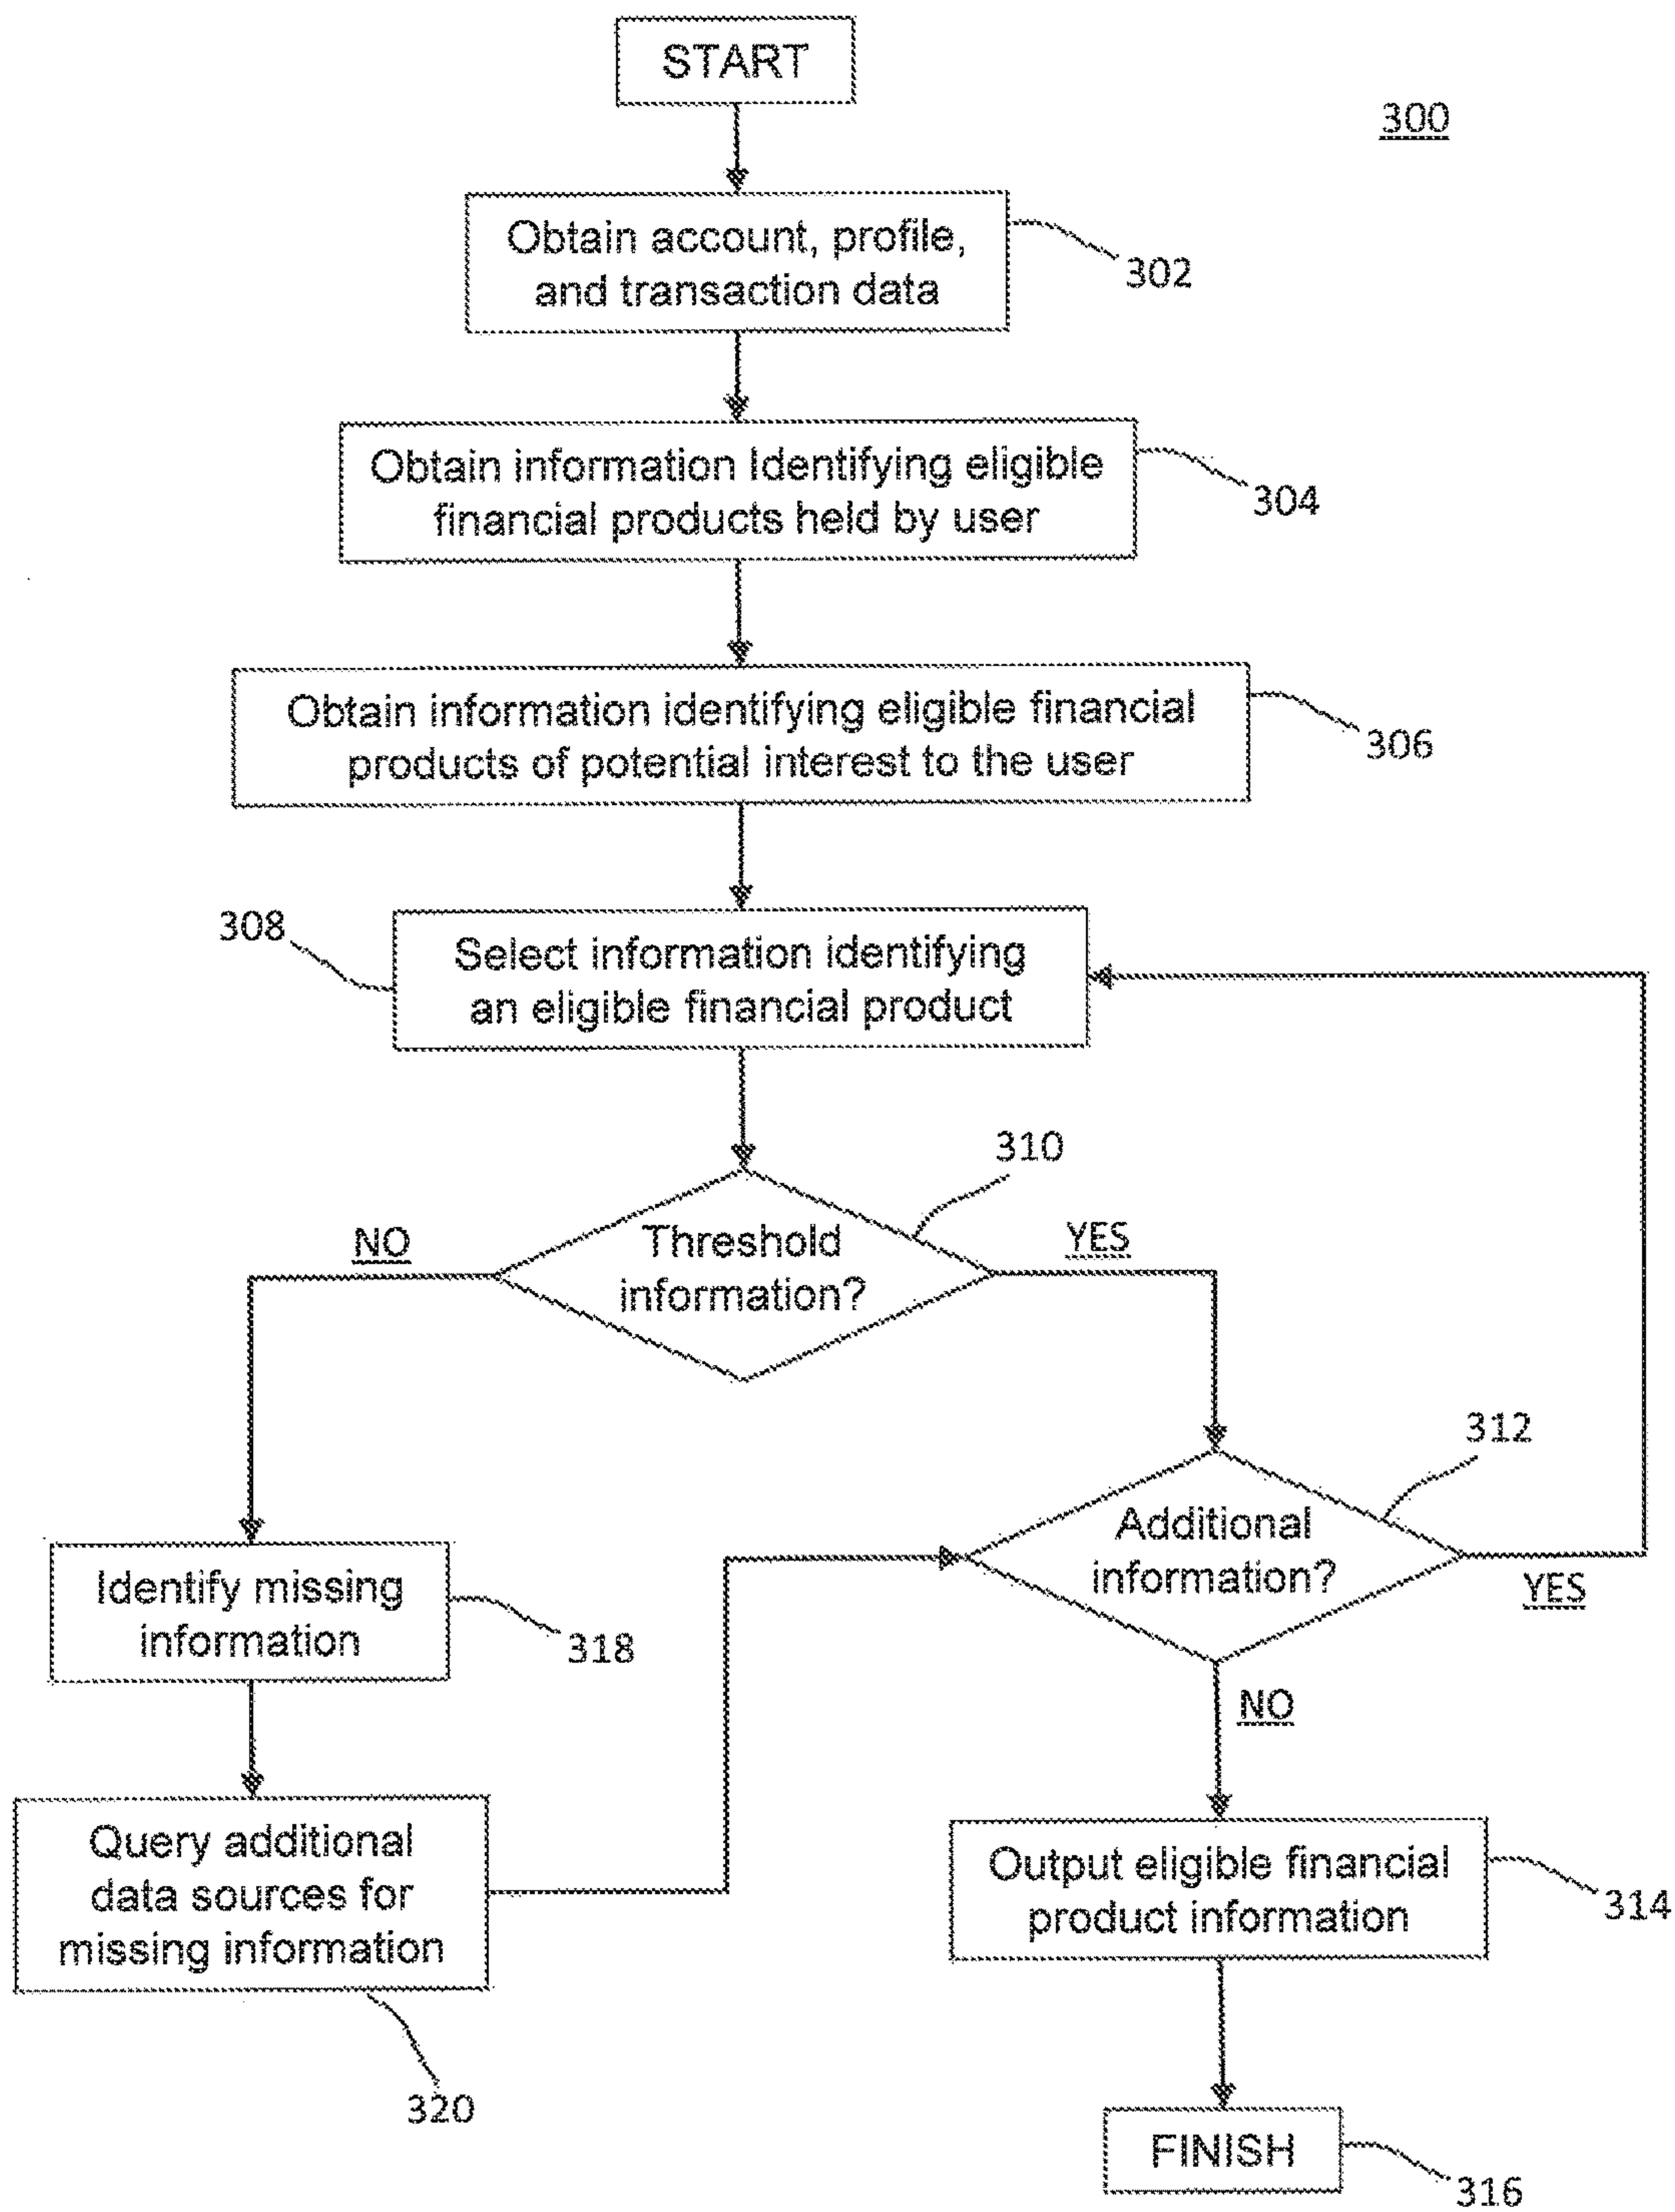 START
300
Obtain account, profile,
and transaction data
302
Obtain information Identifying eligible
financial products held by user
304
Obtain information identifying eligible financial
products of potential interest to the user
306
308
Select information identifying
an eligible financial product
310
NO
Threshold
information?
YES
312
Additional
information?
YES
Identify missing
information
318
NO
Query additional
data sources for
missing information
320
Output eligible financial
product information
314
FINISH
316